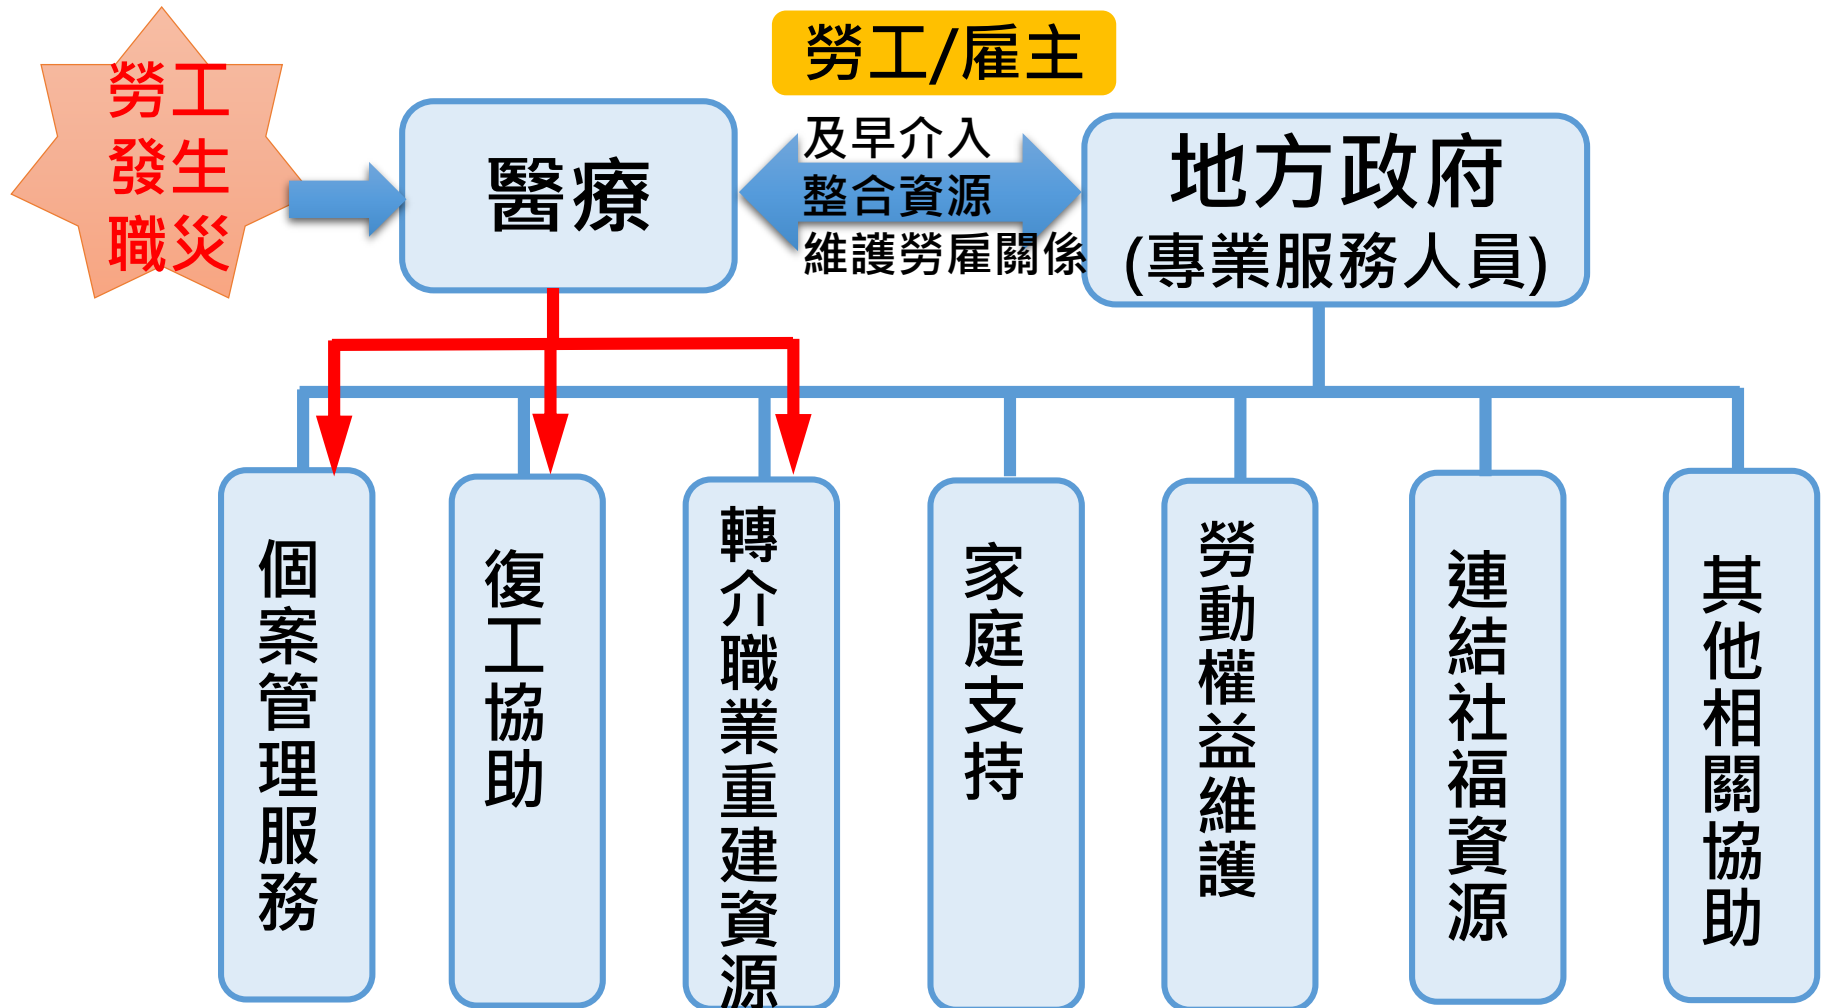 勞工/雇主
勞工
發生
職災
醫療
及早介入
整合資源
維護勞雇關係
地方政府
(專業服務人員)
個案管理服務
復工協助
轉介職業重建資源
家庭支持
勞動權益維護
連結社福資源
其他相關協助